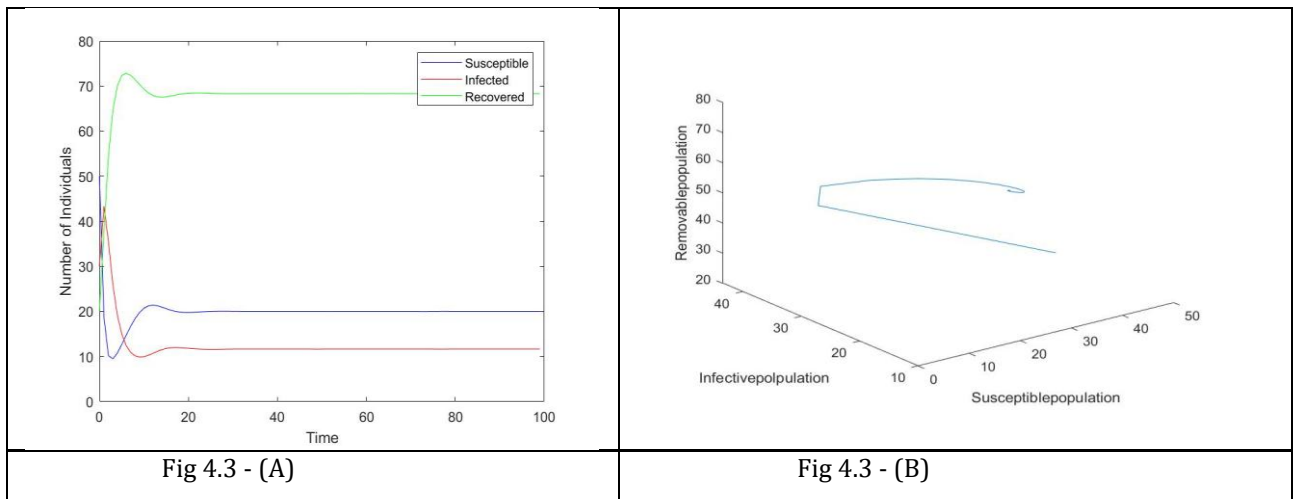 80
70
60
50
40
30
20
10
0
Number of Individuals
Susceptible
Infected
Recovered
0 20 40 60 80 100
Time
80
70
60
50
40
30
20
Removablepopulation
40
30
20
10
Infectivepolpulation
0
10
20
30
40
50
Susceptiblepopulation
Fig 4.3 - (A)
Fig 4.3 - (B)